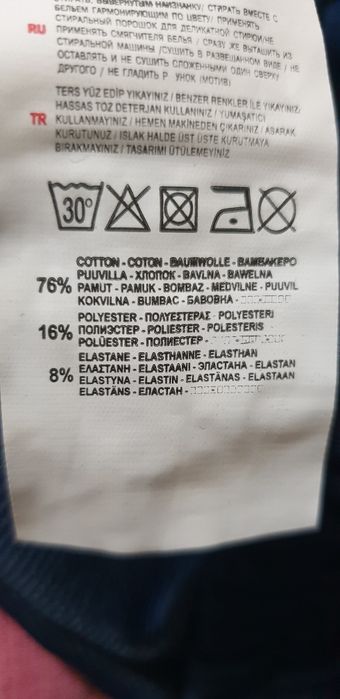 БЕЛЬЕМ ГАРМОНИРУЮЩИМ ПО ЦВЕТУ/ ПРИМЕНЯТЬ
СТИРАЛЬНЫЙ ПОРОШОК ДЛЯ ДЕЛИКАТНОЙ СТИРКИ/НЕ
RU ПРИМЕНЯТЬ СМЯГЧИТЕЛЯ БЕЛЬЯ / СРАЗУ ЖЕ ВЫТАЩИТЬ ИЗ
СТИРАЛЬНОЙ МАШИНЫ /СУШИТЬ В РАЗВЕШАННОМ ВИДЕ / НЕ
ОСТАВЛЯТЬ И НЕ СУШИТЬ СЛОЖЕННЫМИ ОДИН СВЕРХУ
ДРУГОГО / НЕ ГЛАДИТЬ Р УНОК (МОТИВ)
TERS YÜZ EDİP YIKAYINIZ / BENZER RENKLER İLE YIKAYINIZ
HASSAS TOZ DETERJAN KULLANINIZ / YUMAŞATICI
TR KULLANMAYINIZ / HEMEN MAKİNEDEN ÇIKARINIZ / ASARAK
KURUTUNUZ / ISLAK HALDE ÜST ÜSTE KURUTMAYA
BIRAKMAYINIZ / TASARIMI ÜTÜLEMEYİNİZ
30°
COTTON - COTON - BAUMWOLLE - BAMBAKEPO
PUUVILLA - ХЛОПОК - BAVLNA - BAWELNA
76% PAMUT - PAMUK - BOMBAZ - MEDVILNE - PUUVIL
KOKVILNA - BUMBAC - БАВОВНА -
POLYESTER - ΠΟΛΥΕΣΤΕΡΑΣ POLYESTERI
16% ПОЛИЭСТЕР - POLIESTER - POLIESTERIS
POLÜESTER - ПОЛИЕСТЕР -
ELASTANE - ELASTHANNE - ELASTHAN
8% ΕΛΑΣΤΑΝΗ - ELASTAANI - ЭЛАСТАНА - ELASTAN
ELASTYNA - ELASTIN - ELASTĀNAS - ELASTAAN
ELASTĀNS - ЕЛАСТАН -